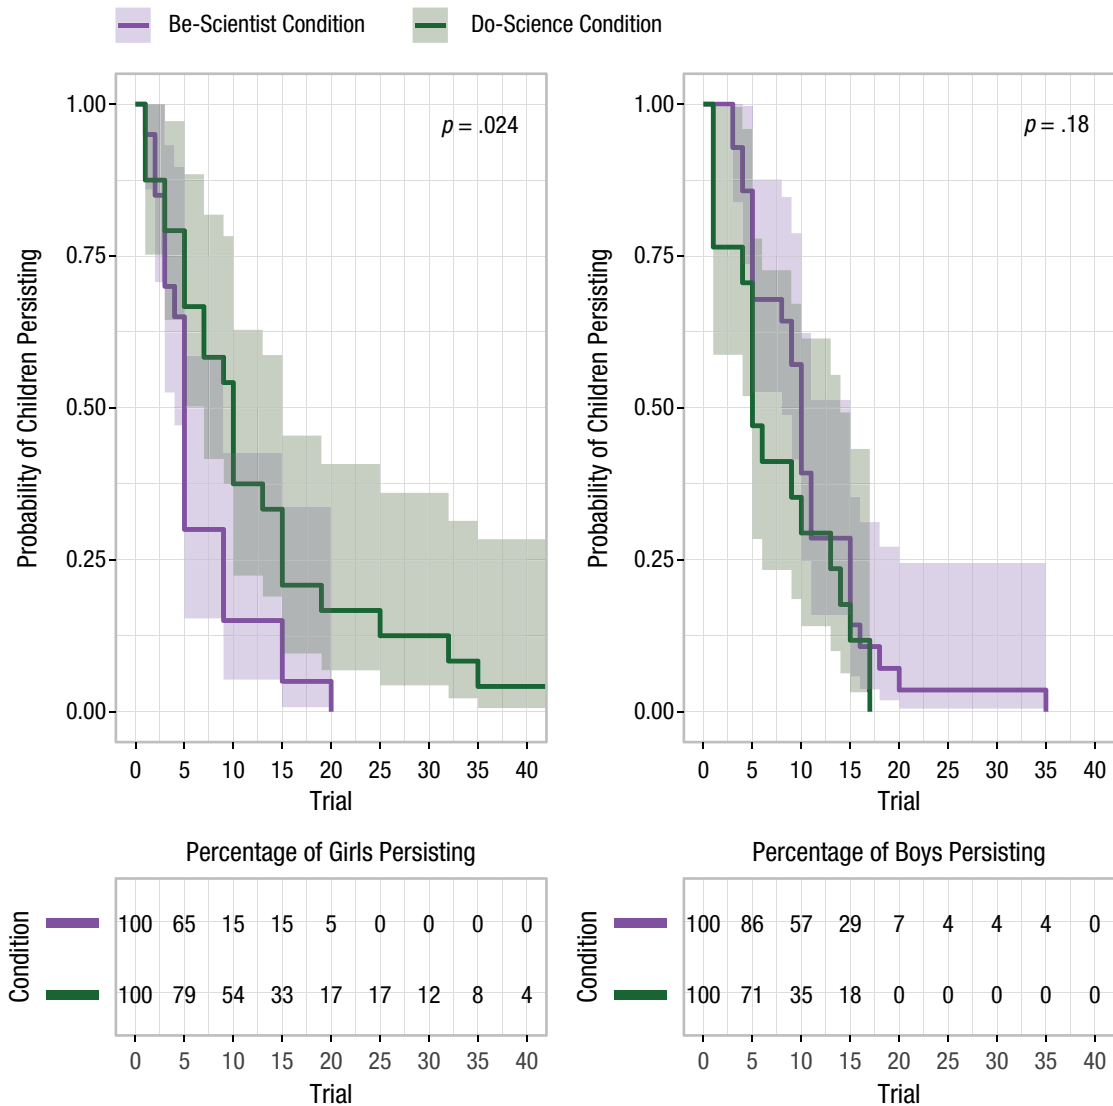 Be-Scientist Condition
Do-Science Condition
Probability of Children Persisting
1.00
0.75
0.50
0.25
0.00
p = .024
0 5 10 15 20 25 30 35 40
Trial
Probability of Children Persisting
1.00
0.75
0.50
0.25
0.00
p = .18
0 5 10 15 20 25 30 35 40
Trial
Percentage of Girls Persisting
Condition
100 65 15 15 5 0 0 0 0
100 79 54 33 17 17 12 8 4
0 5 10 15 20 25 30 35 40
Trial
Percentage of Boys Persisting
Condition
100 86 57 29 7 4 4 4 0
100 71 35 18 0 0 0 0 0
0 5 10 15 20 25 30 35 40
Trial